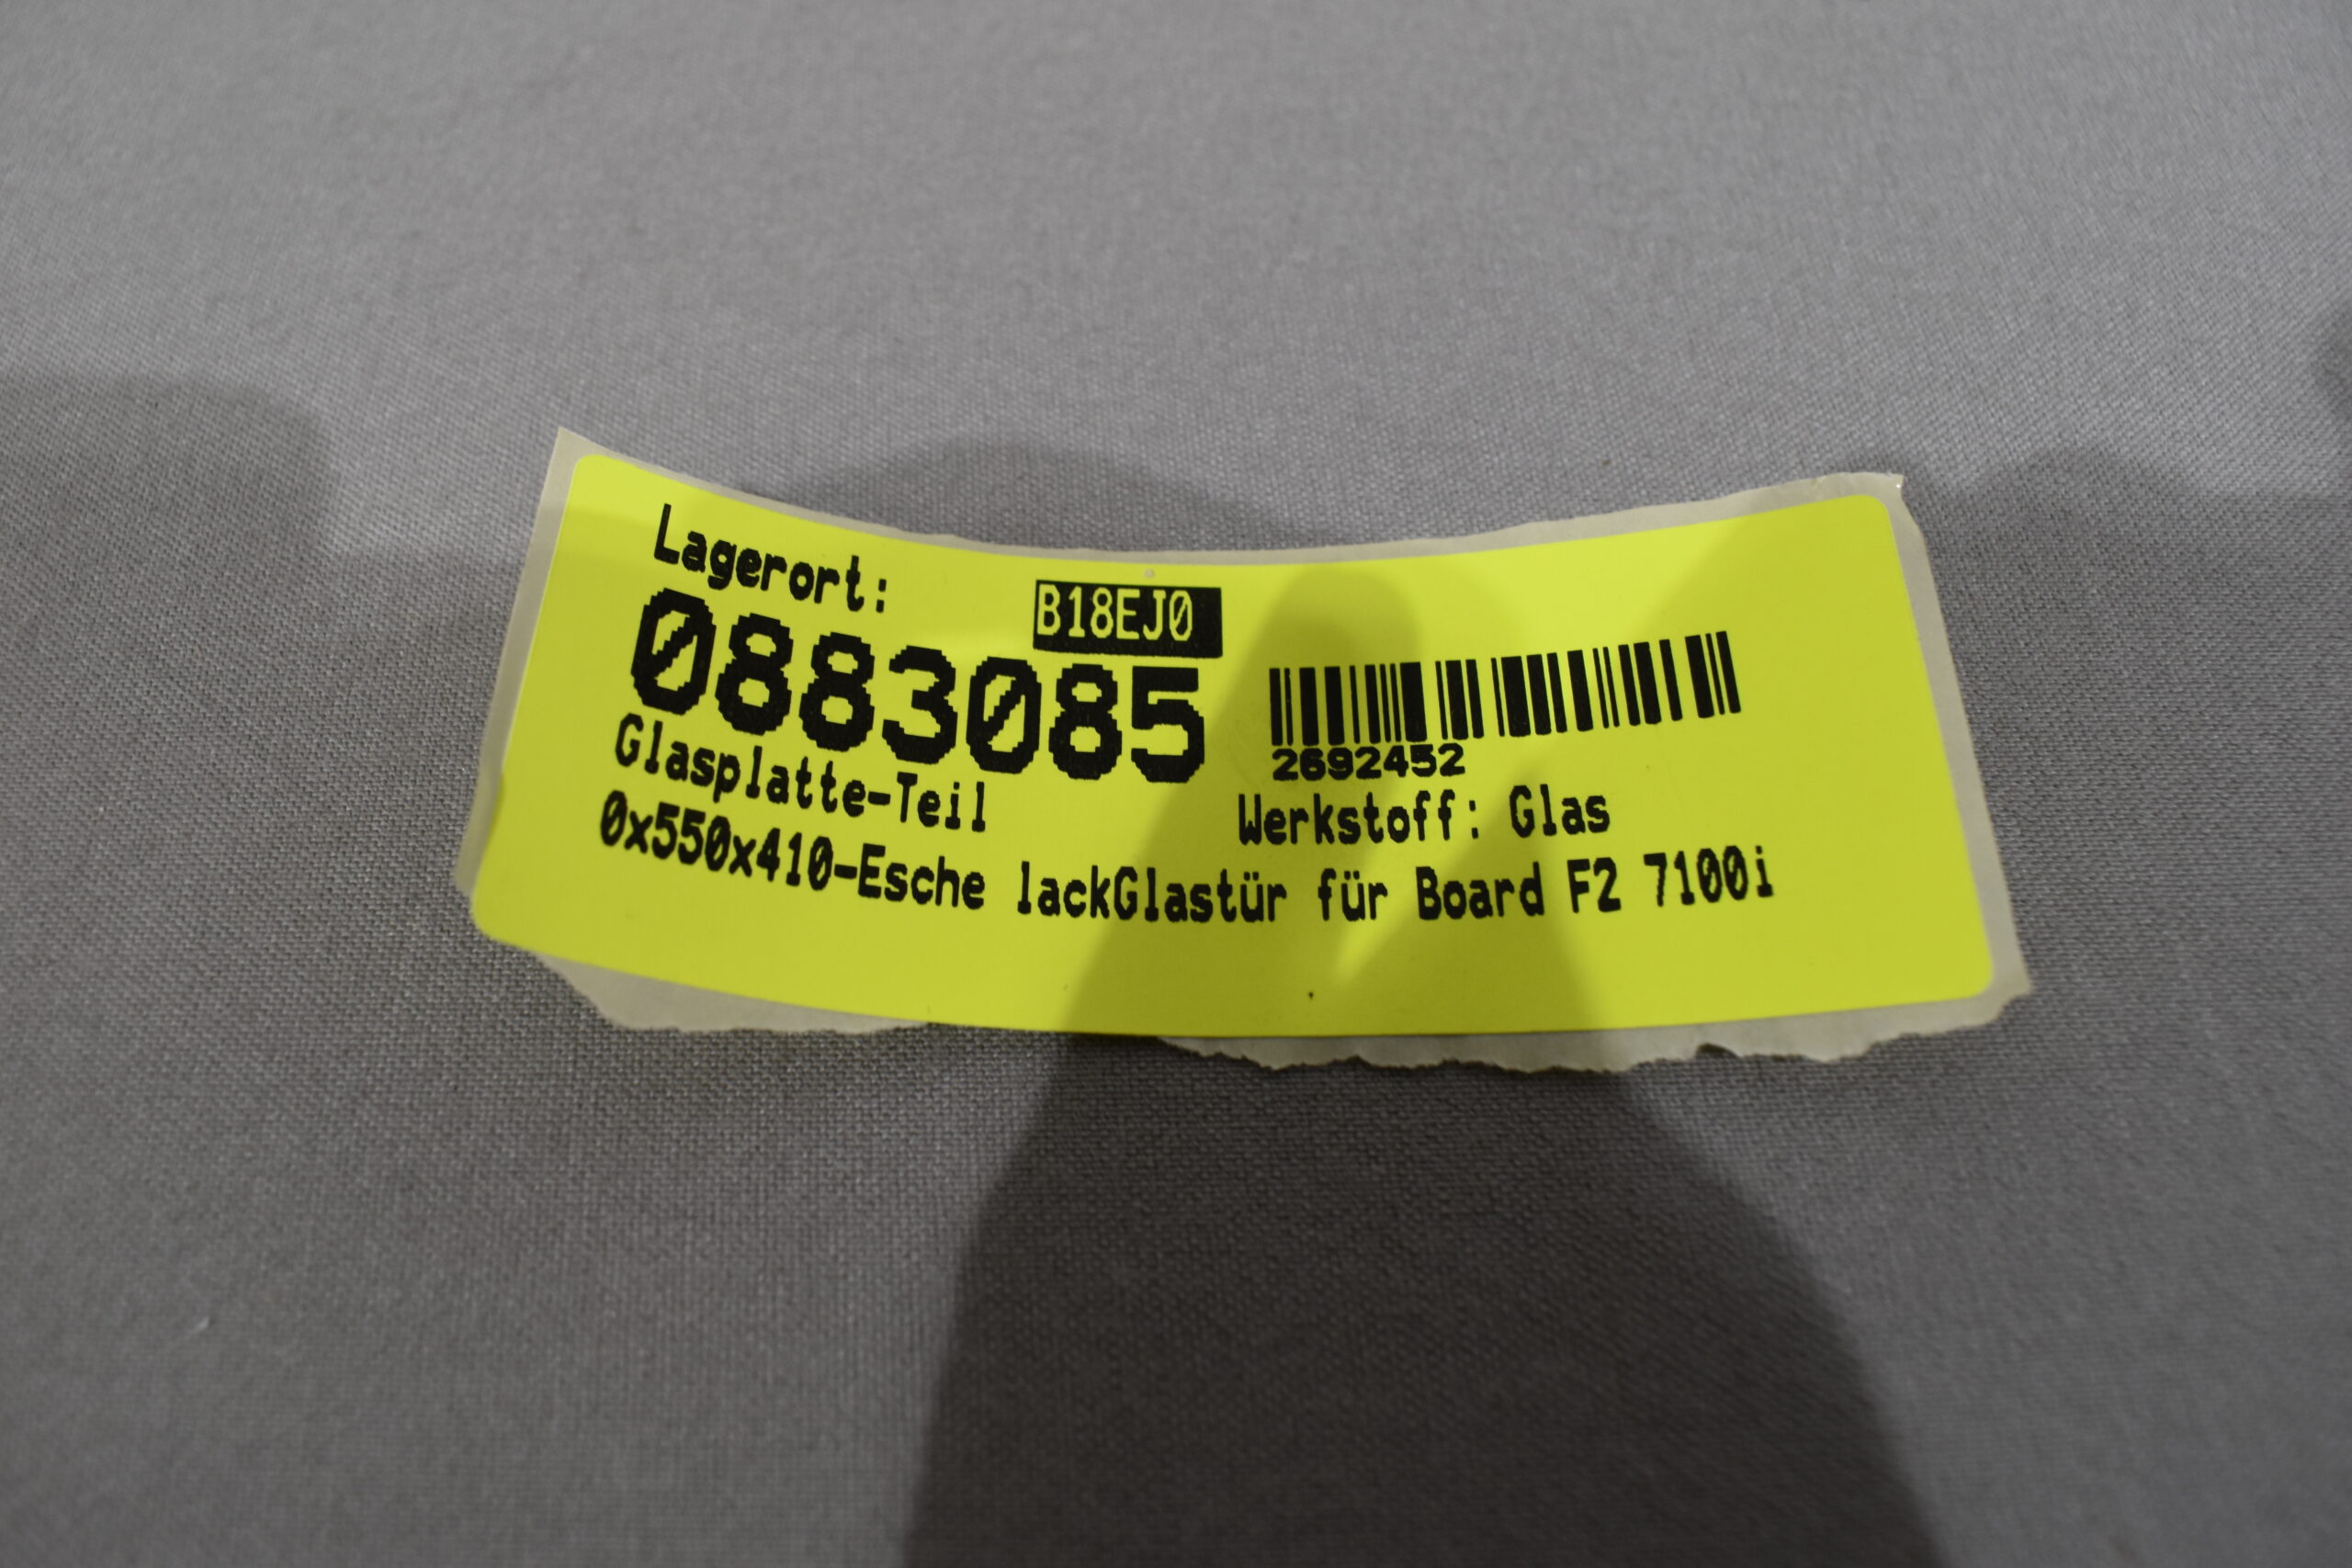 Lagerort:
B18EJ0
0883085
2692452
Glasplatte-Teil
Werkstoff: Glas
0x550x410-Esche lackGlastür für Board F2 7100i